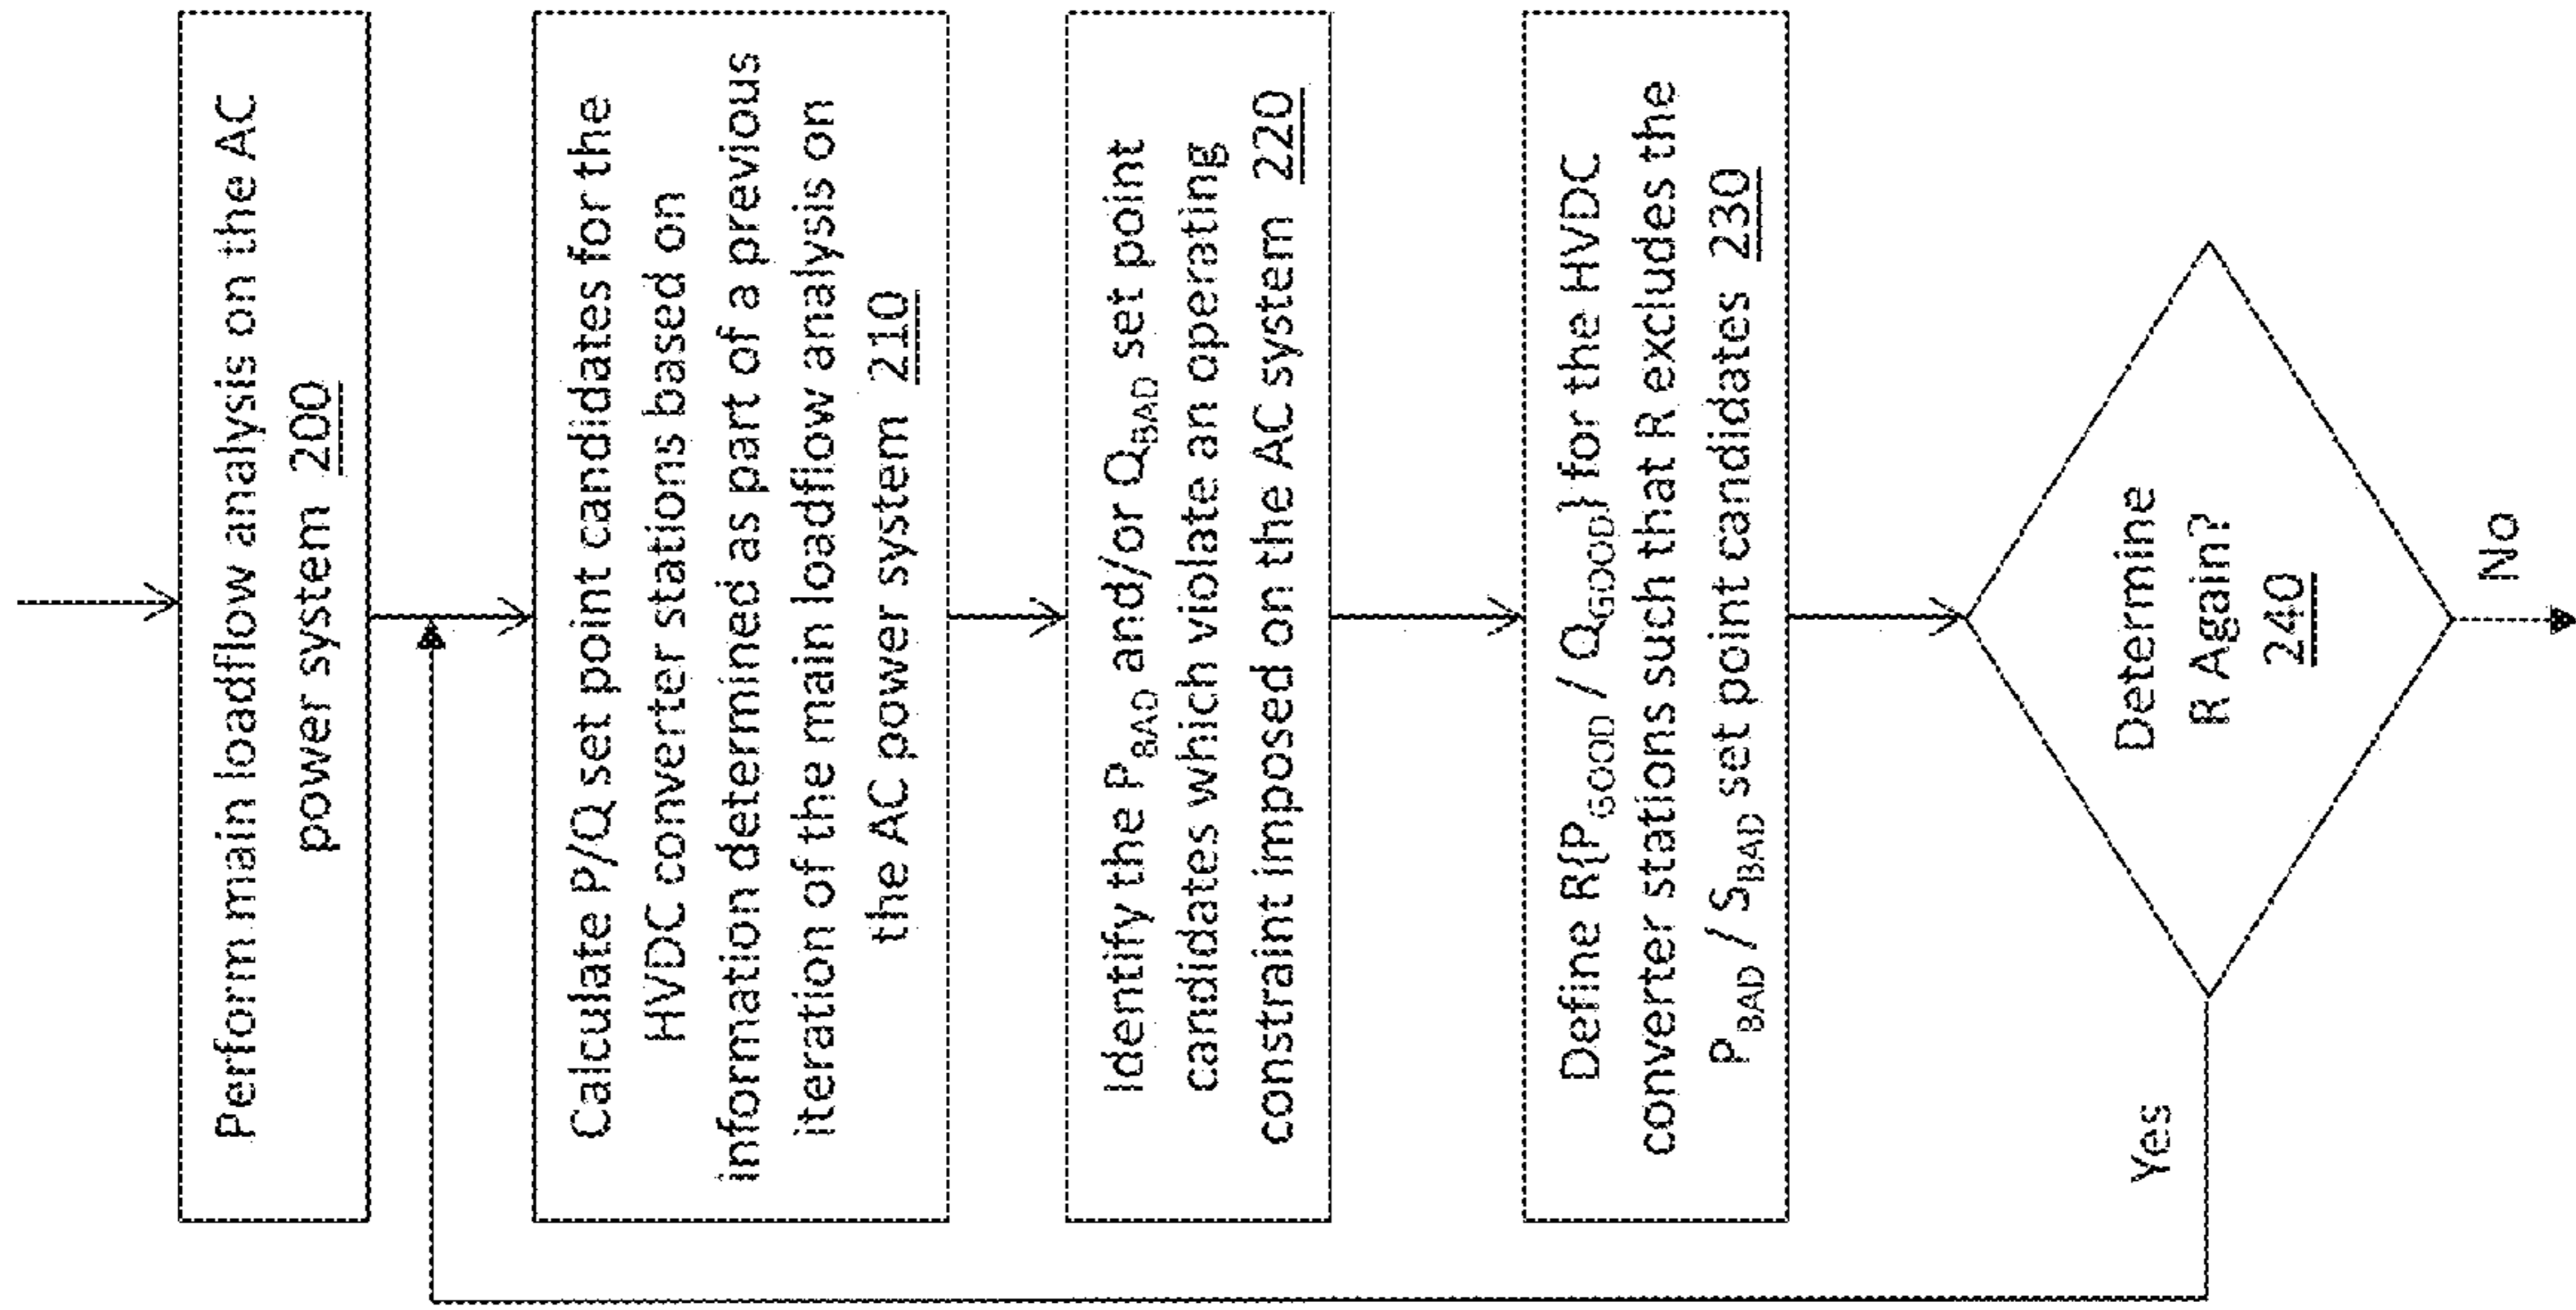 Perform main loadflow analysis on the AC
power system 200
Calculate P/Q set point candidates for the
HVDC converter stations based on
information determined as part of a previous
iteration of the main loadflow analysis on
the AC power system 210
Identify the PBAD and/or QBAD set point
candidates which violate an operating
constraint imposed on the AC system 220
Define R{PGOOD / QGOOD} for the HVDC
converter stations such that R excludes the
PBAD / SBAD set point candidates 230
Determine
R Again?
240
Yes
No